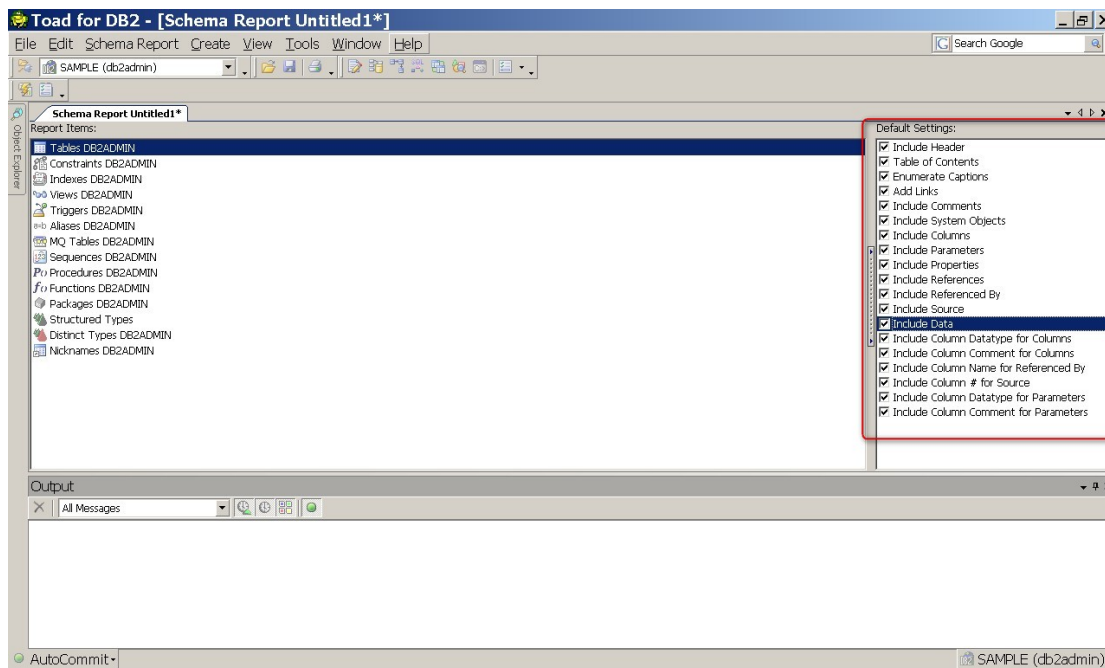 Toad for DB2 - [Schema Report Untitled1*]
File Edit Schema Report Create View Tools Window Help
Search Google
SAMPLE (db2admin)
Object Explorer
Schema Report Untitled1*
Report Items:
Tables DB2ADMIN
Constraints DB2ADMIN
Indexes DB2ADMIN
Views DB2ADMIN
Triggers DB2ADMIN
Aliases DB2ADMIN
MQ Tables DB2ADMIN
Sequences DB2ADMIN
Procedures DB2ADMIN
Functions DB2ADMIN
Packages DB2ADMIN
Structured Types
Distinct Types DB2ADMIN
Nicknames DB2ADMIN
Default Settings:
Include Header
Table of Contents
Enumerate Captions
Add Links
Include Comments
Include System Objects
Include Columns
Include Parameters
Include Properties
Include References
Include Referenced By
Include Source
Include Data
Include Column Datatype for Columns
Include Column Comment for Columns
Include Column Name for Referenced By
Include Column # for Source
Include Column Datatype for Parameters
Include Column Comment for Parameters
Output
All Messages
AutoCommit
SAMPLE (db2admin)